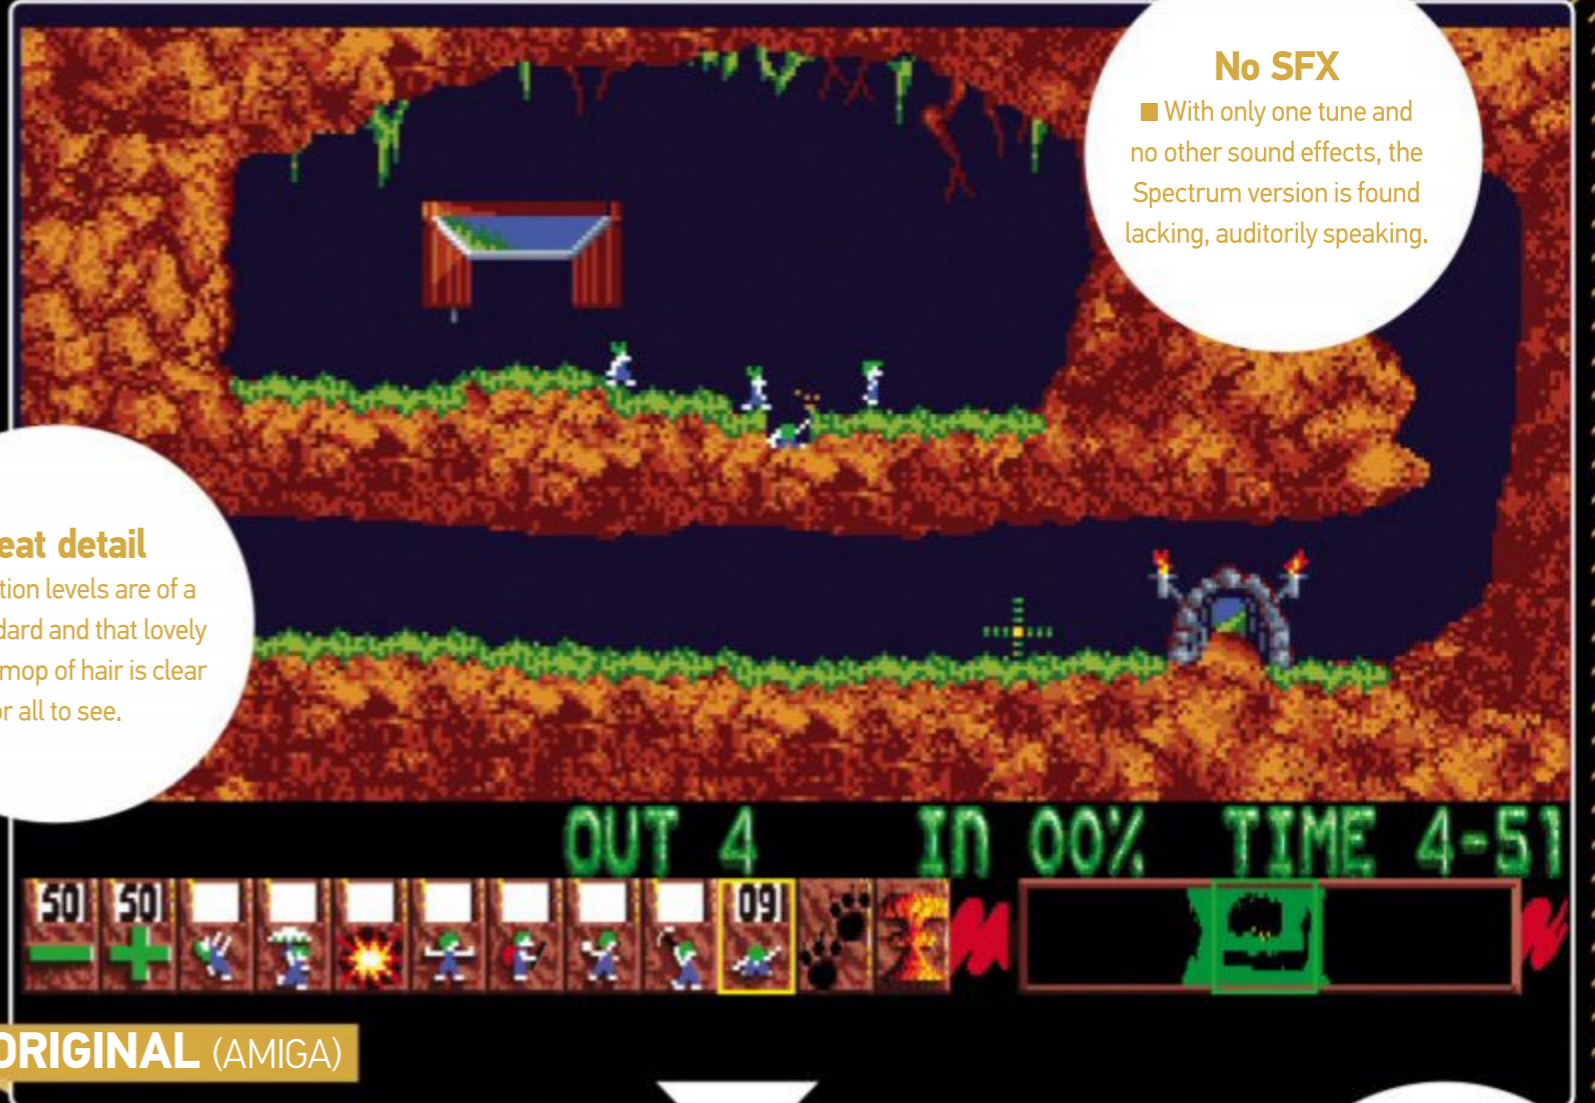 No SFX
■ With only one tune and
no other sound effects, the
Spectrum version is found
lacking, auditorily speaking.
eat detail
tion levels are of a
dard and that lovely
mop of hair is clear
or all to see.
OUT 4 IN 00% TIME 4-51
50 50 09
ORIGINAL (AMIGA)